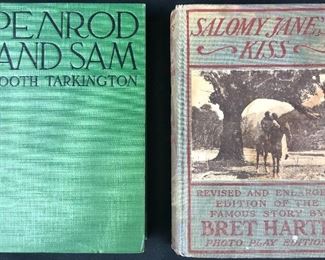 PENROD
AND SAM
BOOTH TARKINGTON
SALOMY JANE'S
KISS
REVISED AND ENLARGED
EDITION OF THE
FAMOUS STORY BY
BRET HARTE
PHOTO PLAY EDITION